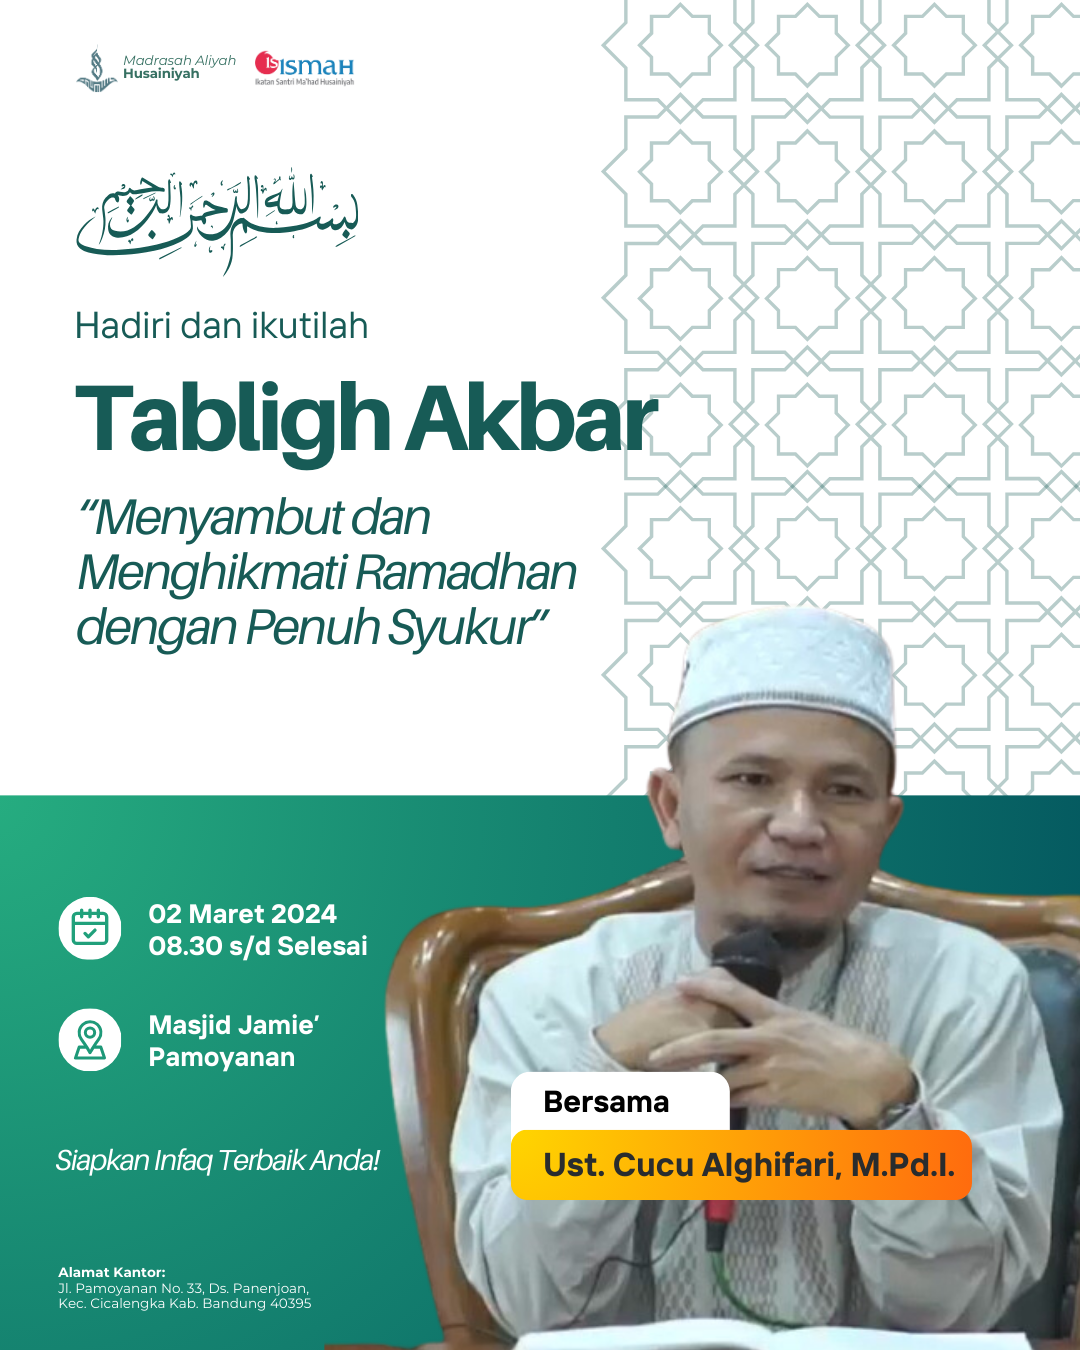 Madrasah Aliyah
Husainiyah
IS ISMAH
Ikatan Santri Ma'had Husainiyah
بسم الله الرحمن الرحيم
Hadiri dan ikutilah
Tabligh Akbar
“Menyambut dan
Menghikmati Ramadhan
dengan Penuh Syukur”
02 Maret 2024
08.30 s/d Selesai
Masjid Jamie’
Pamoyanan
Bersama
Ust. Cucu Alghifari, M.Pd.I.
Siapkan Infaq Terbaik Anda!
Alamat Kantor:
Jl. Pamoyanan No. 33, Ds. Panenjoan,
Kec. Cicalengka Kab. Bandung 40395